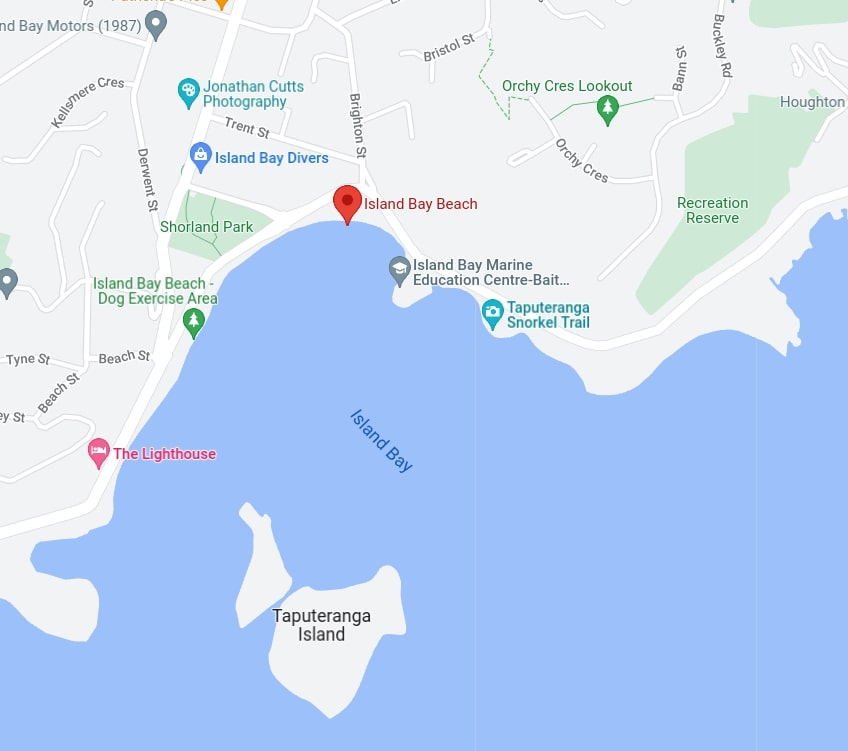 nd Bay Motors (1987)
Bristol St
Buckley Rd
Bann St
Jonathan Cutts
Photography
Orchy Cres Lookout
Houghton
Kellsmere Cres
Brighton St
Trent St
Orchy Cres
Derwent St
Island Bay Divers
Island Bay Beach
Recreation
Reserve
Shorland Park
Island Bay Marine
Education Centre-Bait...
Island Bay Beach -
Dog Exercise Area
Taputeranga
Snorkel Trail
Tyne St
Beach St
Beach St
ey St
Island Bay
The Lighthouse
Taputeranga
Island